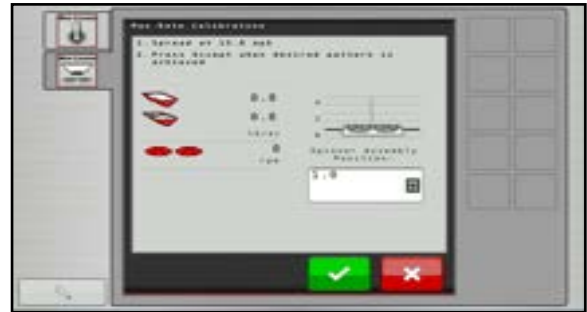 Max Rate Calibration
1. Spread at 15.0 mph
2. Press Accept when desired pattern is
achieved
0.0
0.0
lb/ac
0
rpm
Spinner Assembly
Position
1.0